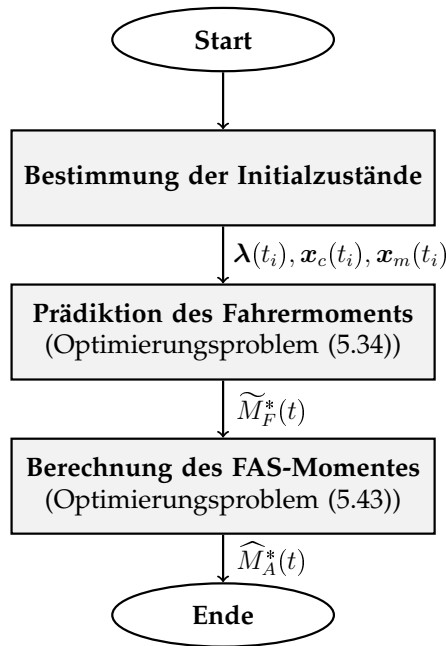 Start
Bestimmung der Initialzustände
λ(tᵢ), x_c(tᵢ), x_m(tᵢ)
Prädiktion des Fahrermoments
(Optimierungsproblem (5.34))
M̃*_F(t)
Berechnung des FAS-Momentes
(Optimierungsproblem (5.43))
M̂*_A(t)
Ende